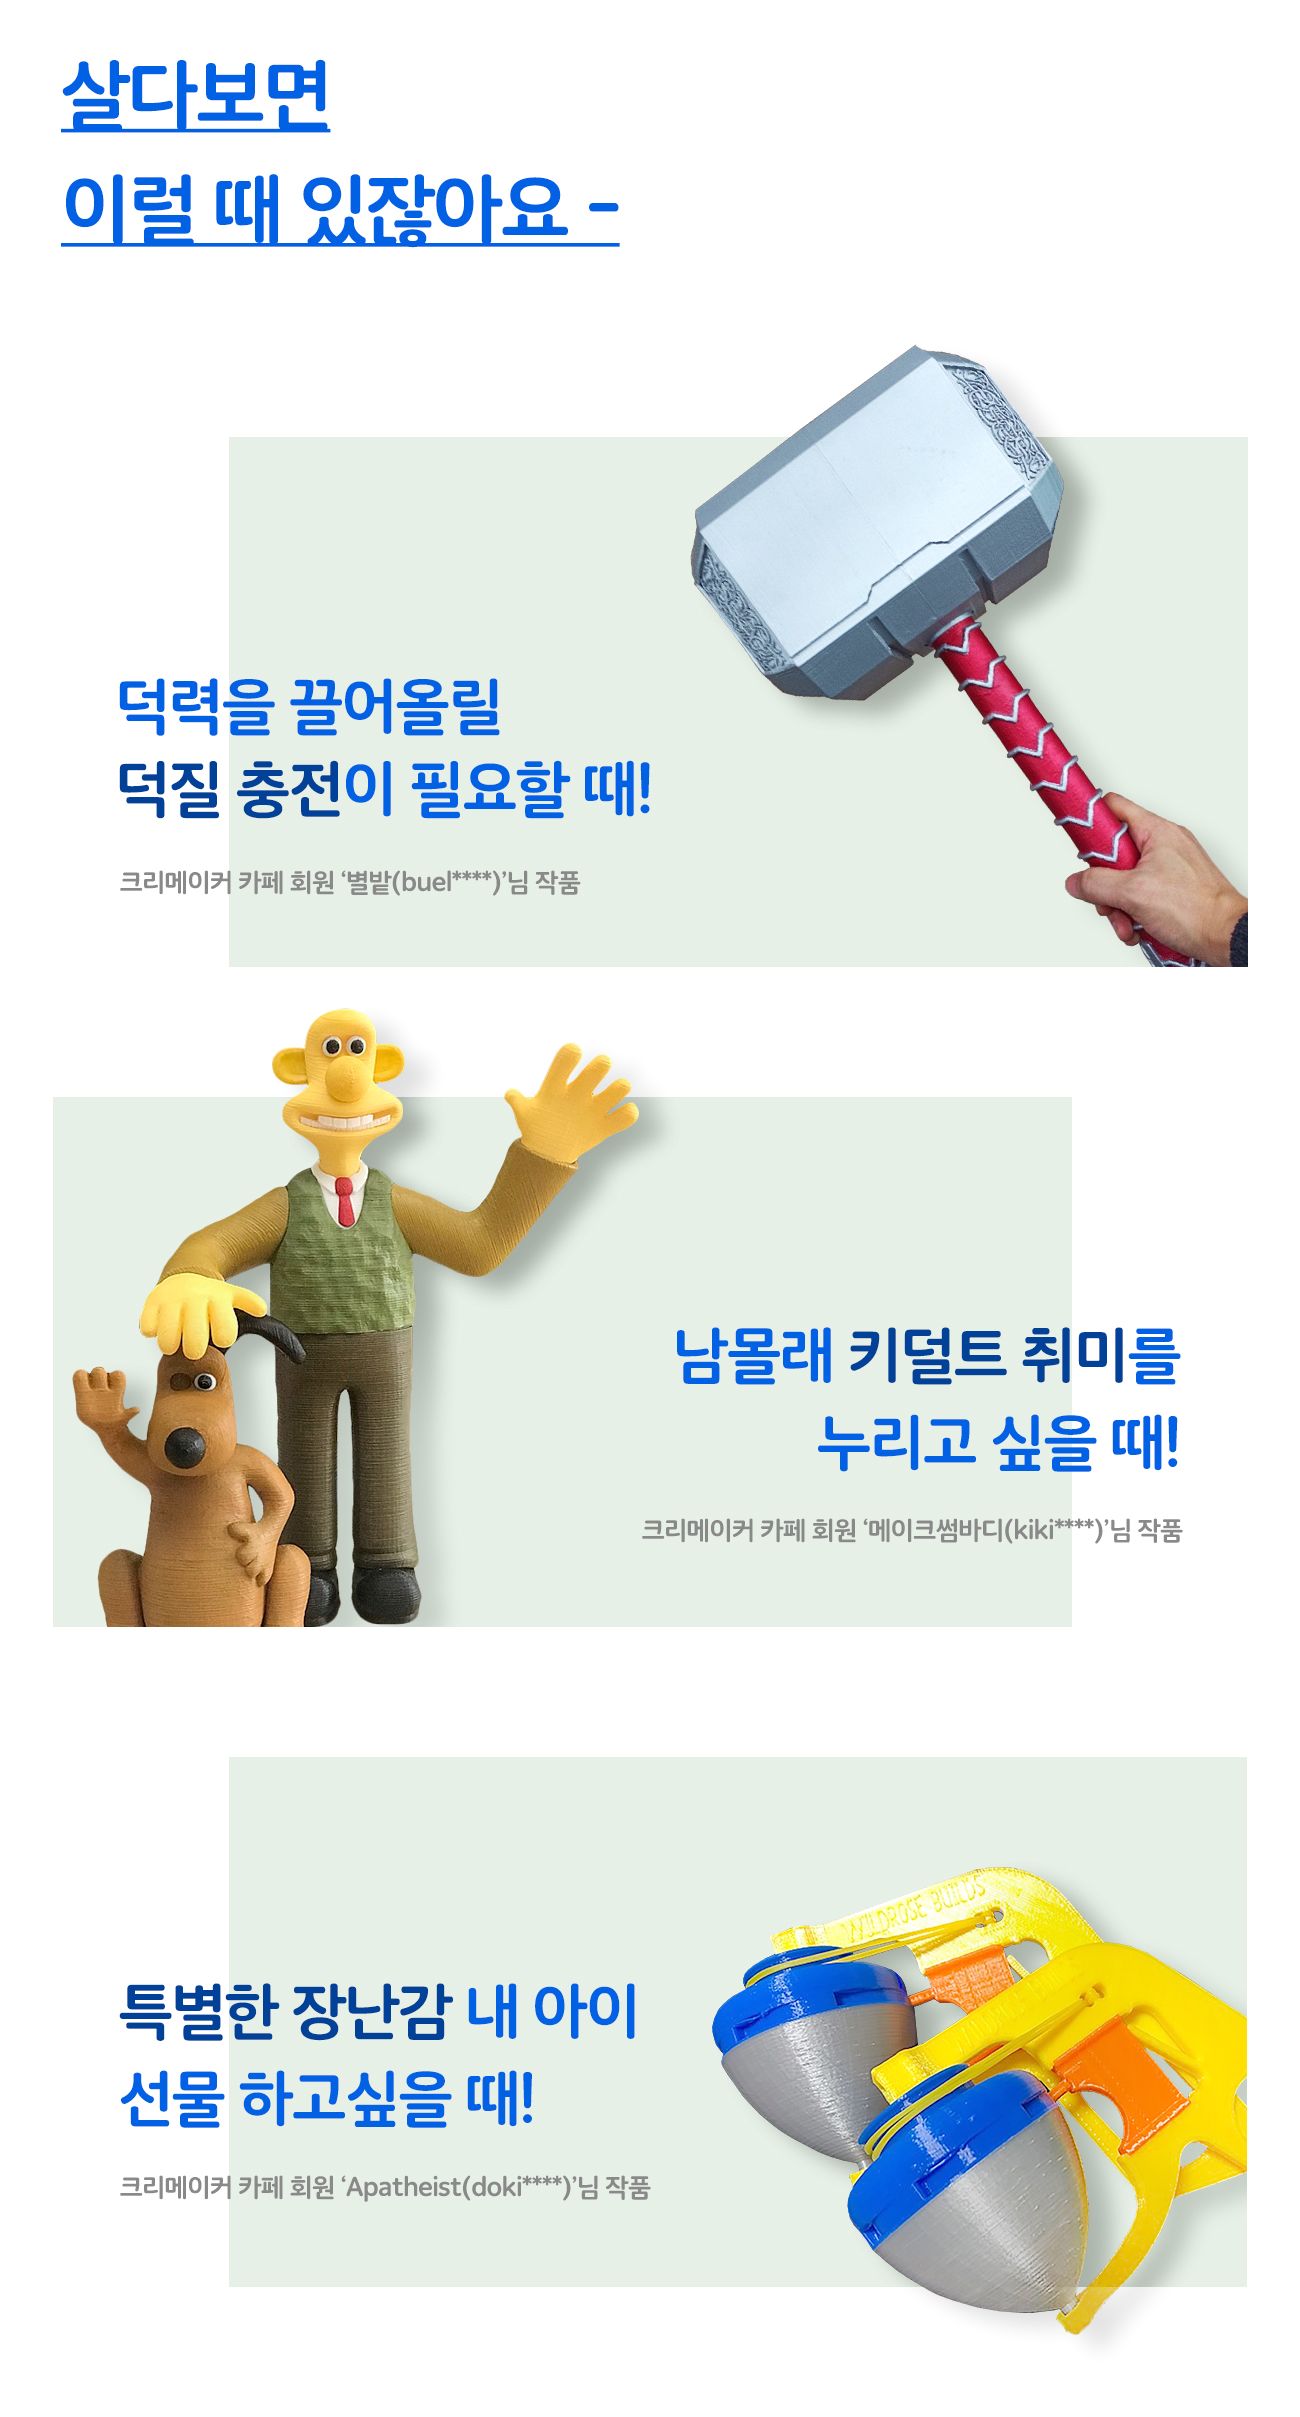 살다보면
이럴 때 있잖아요 -
덕력을 끌어올릴
덕질 충전이 필요할 때!
크리메이커 카페 회원 ‘별밭(buel****)’님 작품
남몰래 키덜트 취미를
누리고 싶을 때!
크리메이커 카페 회원 ‘메이크썸바디(kiki****)’님 작품
WILDROSE BUILDS
특별한 장난감 내 아이
선물 하고싶을 때!
크리메이커 카페 회원 ‘Apatheist(doki****)’님 작품